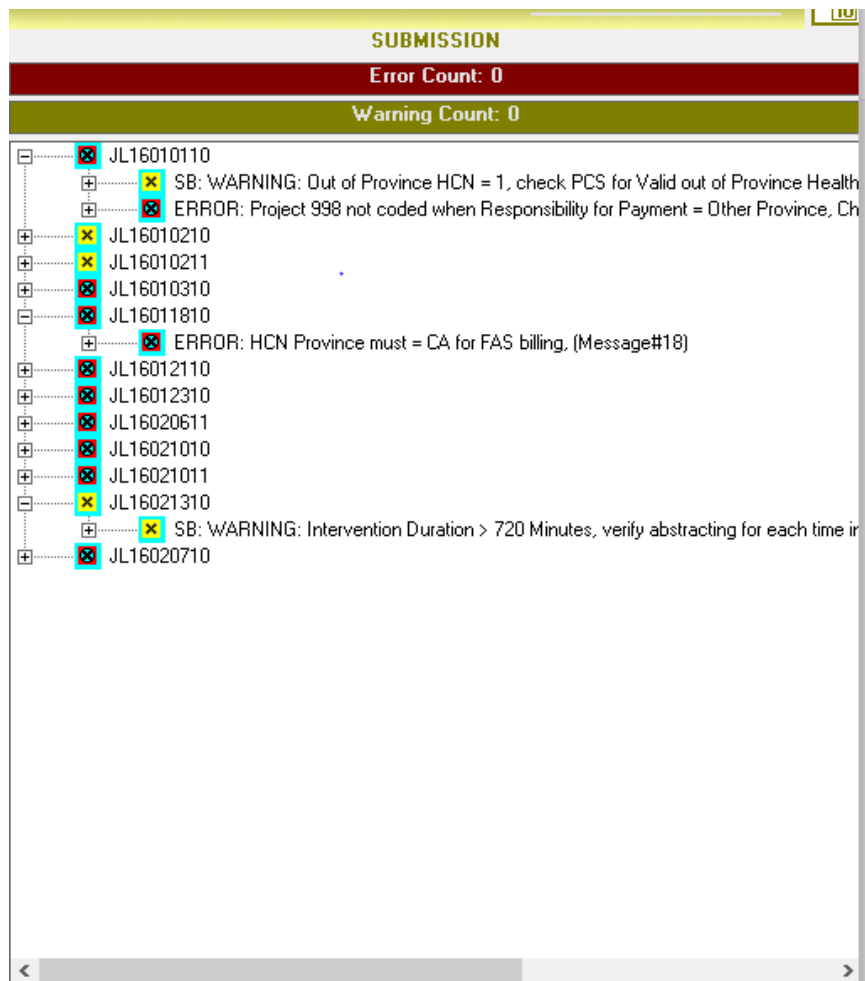 10
SUBMISSION
Error Count: 0
Warning Count: 0
JL16010110
SB: WARNING: Out of Province HCN = 1, check PCS for Valid out of Province Health
ERROR: Project 998 not coded when Responsibility for Payment = Other Province, Ch
JL16010210
JL16010211
JL16010310
JL16011810
ERROR: HCN Province must = CA for FAS billing, (Message#18)
JL16012110
JL16012310
JL16020611
JL16021010
JL16021011
JL16021310
SB: WARNING: Intervention Duration > 720 Minutes, verify abstracting for each time
JL16020710